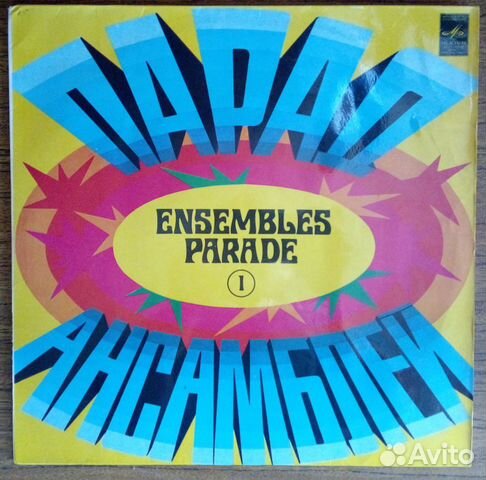 ПАРАД
ENSEMBLES
PARADE
1
АНСАМБЛЕЙ
Avito